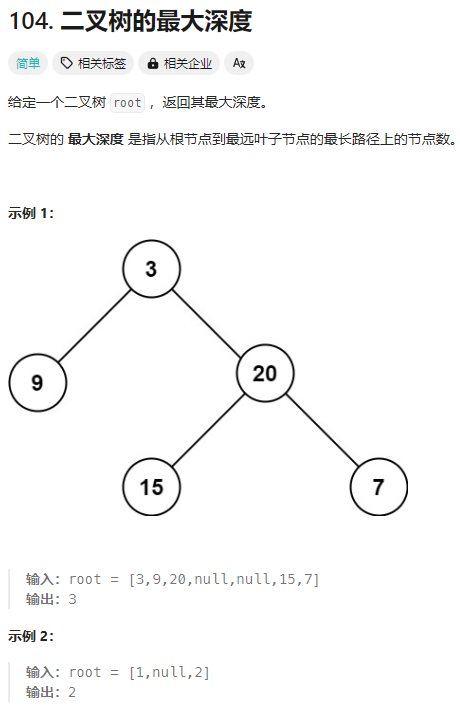 104. 二叉树的最大深度
简单 相关标签 相关企业 Aあ
给定一个二叉树 root ，返回其最大深度。
二叉树的 最大深度 是指从根节点到最远叶子节点的最长路径上的节点数。
示例 1：
3
9
20
15
7
输入：root = [3,9,20,null,null,15,7]
输出：3
示例 2：
输入：root = [1,null,2]
输出：2